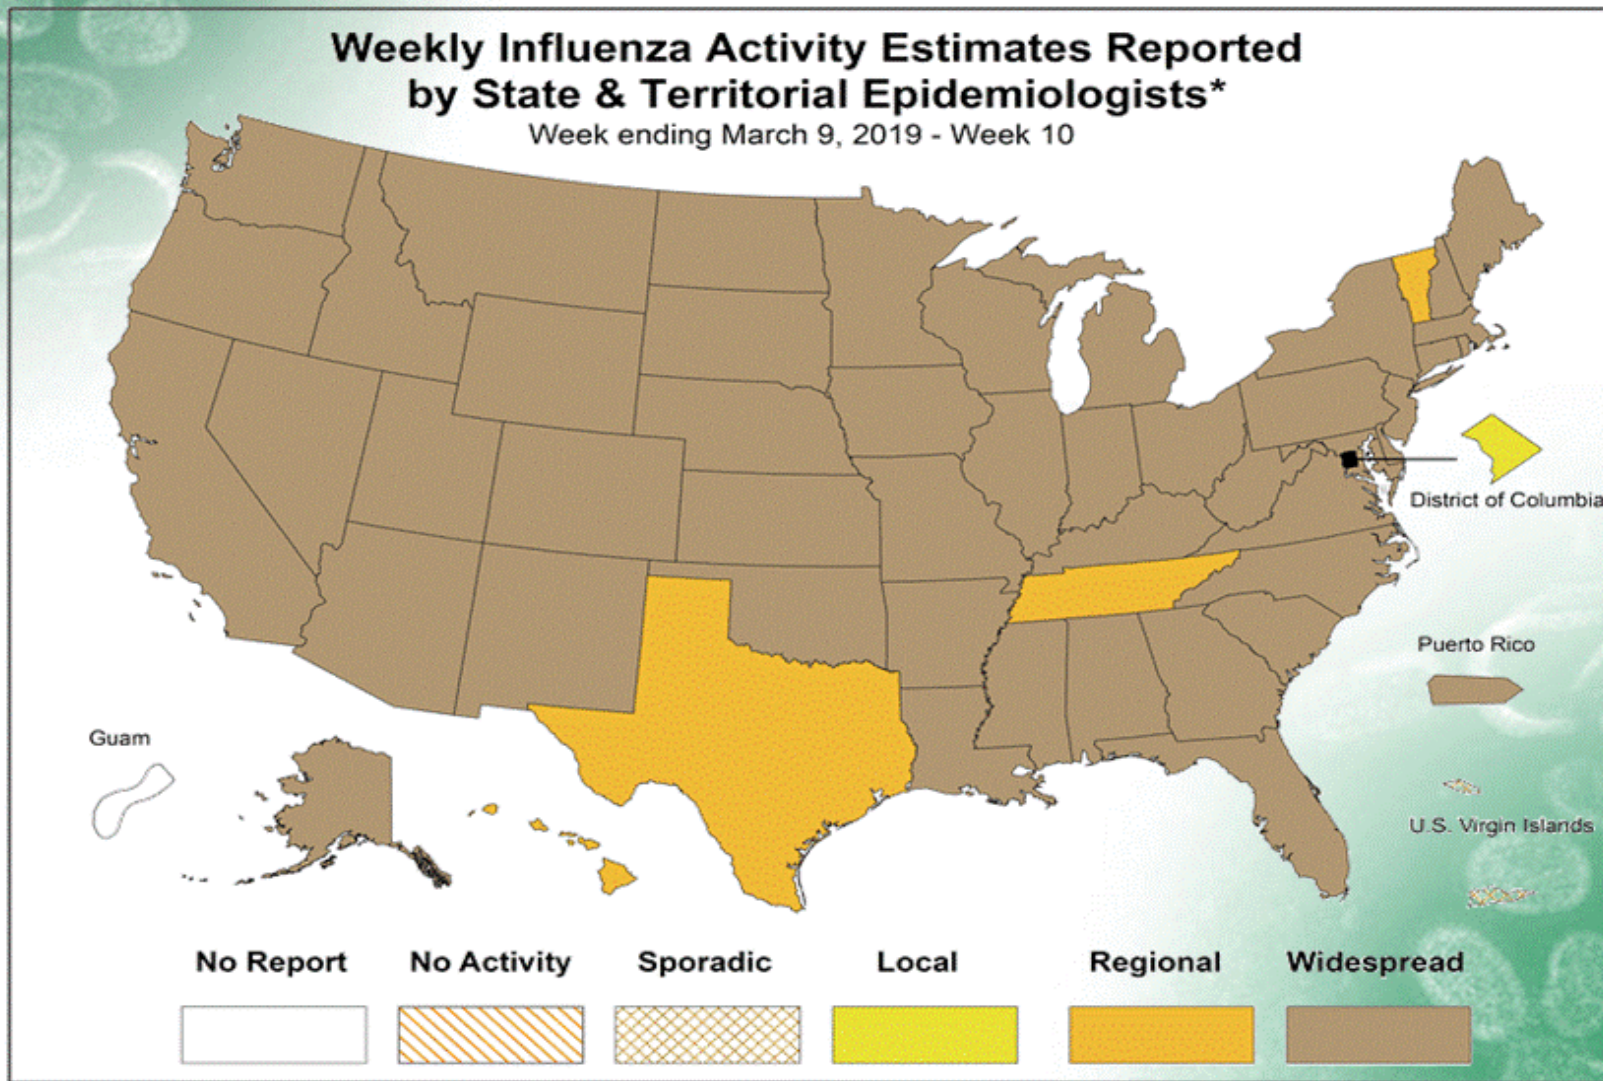 Weekly Influenza Activity Estimates Reported
by State & Territorial Epidemiologists*
Week ending March 9, 2019 - Week 10
District of Columbia
Puerto Rico
Guam
U.S. Virgin Islands
No Report
No Activity
Sporadic
Local
Regional
Widespread